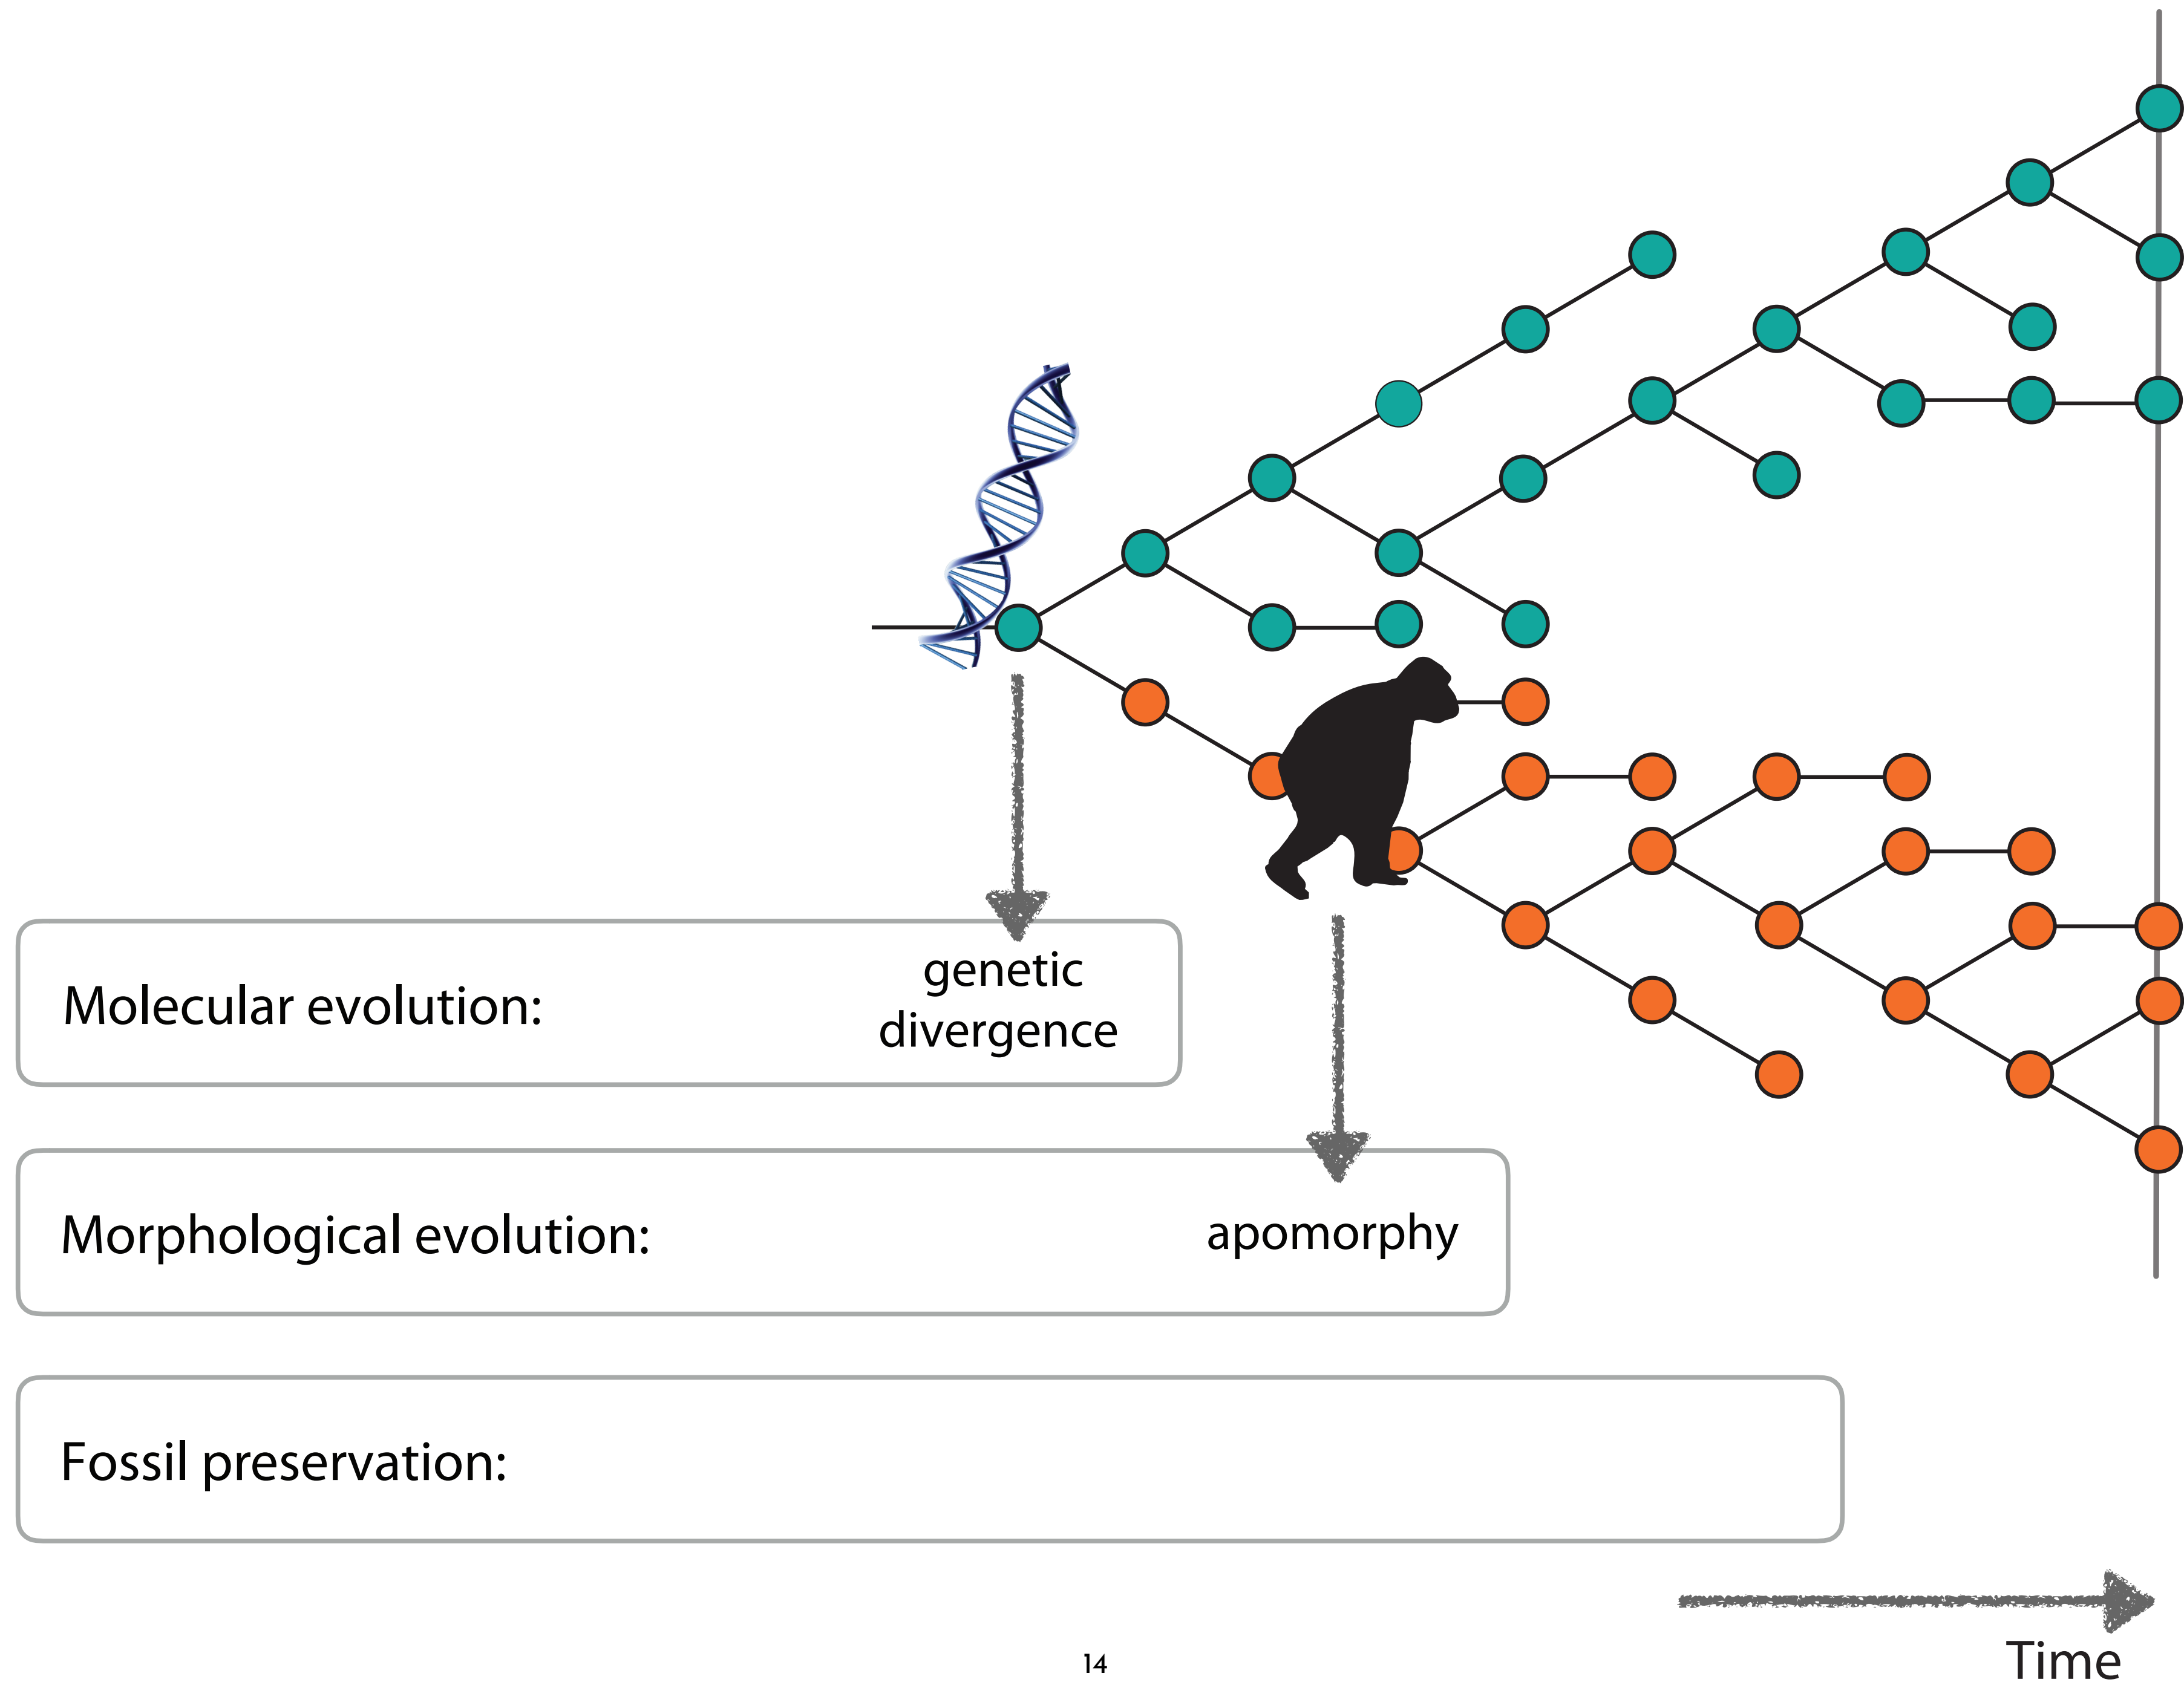 genetic
Molecular evolution:
divergence
Morphological evolution: apomorphy
Fossil preservation:
14
Time